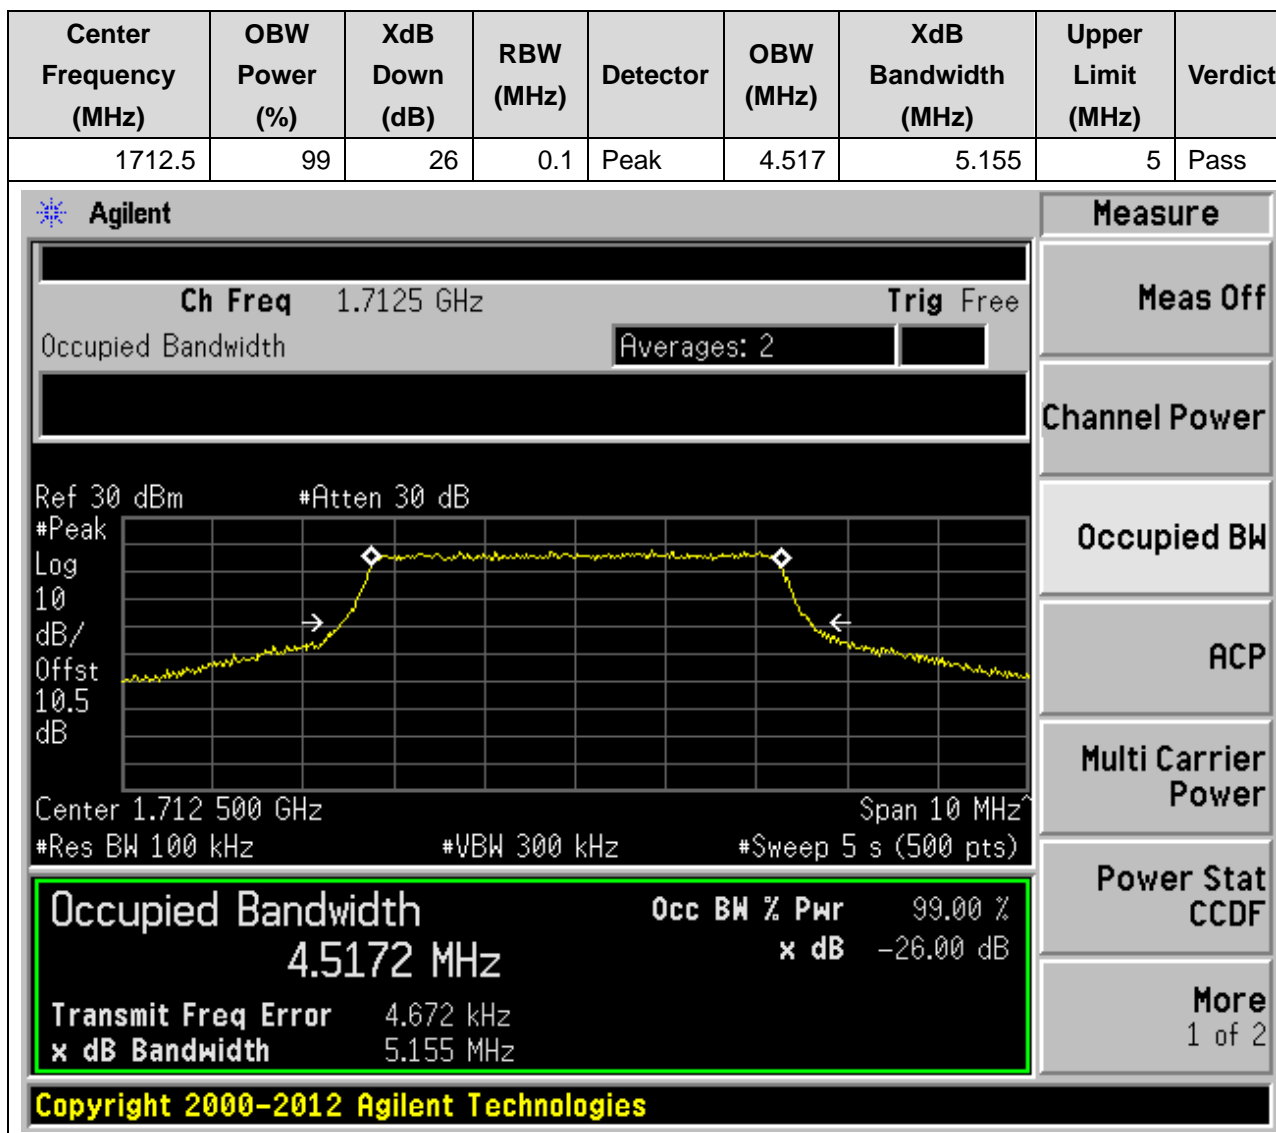 Center Frequency (MHz) OBW Power (%) XdB Down (dB) RBW (MHz) Detector OBW (MHz) XdB Bandwidth (MHz) Upper Limit (MHz) Verdict
1712.5 99 26 0.1 Peak 4.517 5.155 5 Pass
Agilent
Measure
Ch Freq 1.7125 GHz Trig Free
Meas Off
Occupied Bandwidth Averages: 2
Channel Power
Ref 30 dBm #Atten 30 dB
#Peak
Log
10
dB/
Offst
10.5
dB
Occupied BW
ACP
Multi Carrier
Power
Center 1.712 500 GHz Span 10 MHz^
#Res BW 100 kHz #VBW 300 kHz #Sweep 5 s (500 pts)
Power Stat
CCDF
Occupied Bandwidth Occ BW % Pwr 99.00 %
4.5172 MHz x dB -26.00 dB
Transmit Freq Error 4.672 kHz
x dB Bandwidth 5.155 MHz
More
1 of 2
Copyright 2000-2012 Agilent Technologies